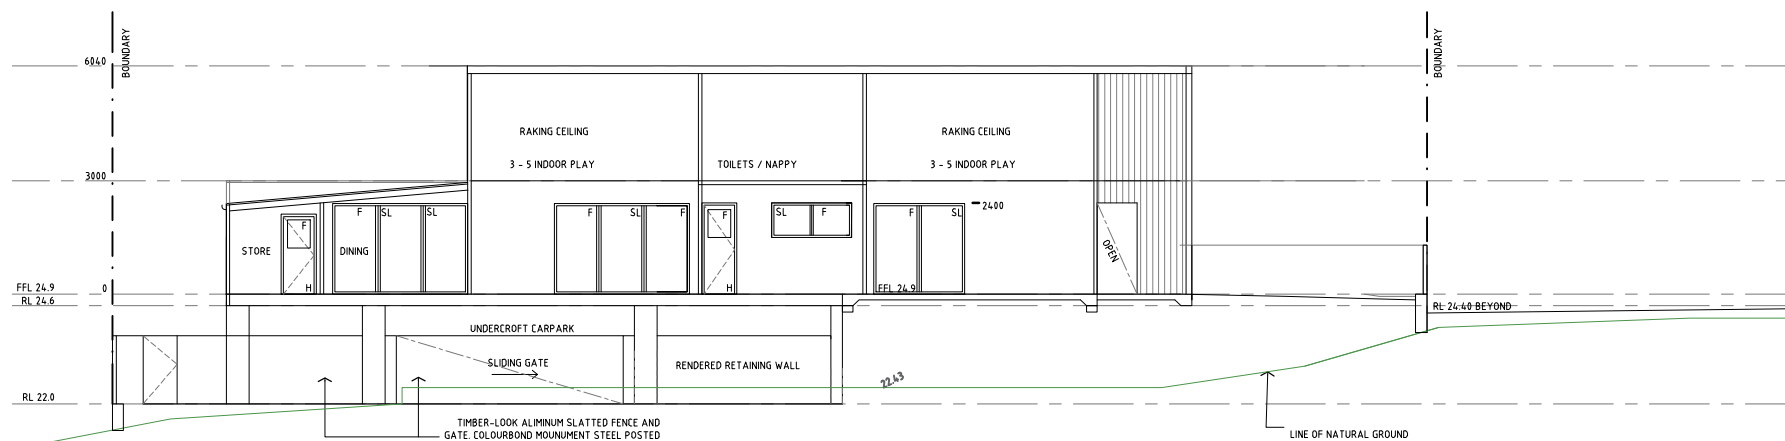 BOUNDARY
BOUNDARY
6040
RAKING CEILING
RAKING CEILING
3 - 5 INDOOR PLAY
TOILETS / NAPPY
3 - 5 INDOOR PLAY
3000
F
SL
SL
F
SL
F
F
SL
F
F
SL
2400
F
STORE
DINING
OPEN
FFL 24.9
0
H
H
FFL 24.9
RL 24.6
RL 24.40 BEYOND
UNDERCROFT CARPARK
SLIDING GATE
RENDERED RETAINING WALL
22.43
RL 22.0
TIMBER-LOOK ALIMINUM SLATTED FENCE AND
GATE. COLOURBOND MOUNUMENT STEEL POSTED
LINE OF NATURAL GROUND